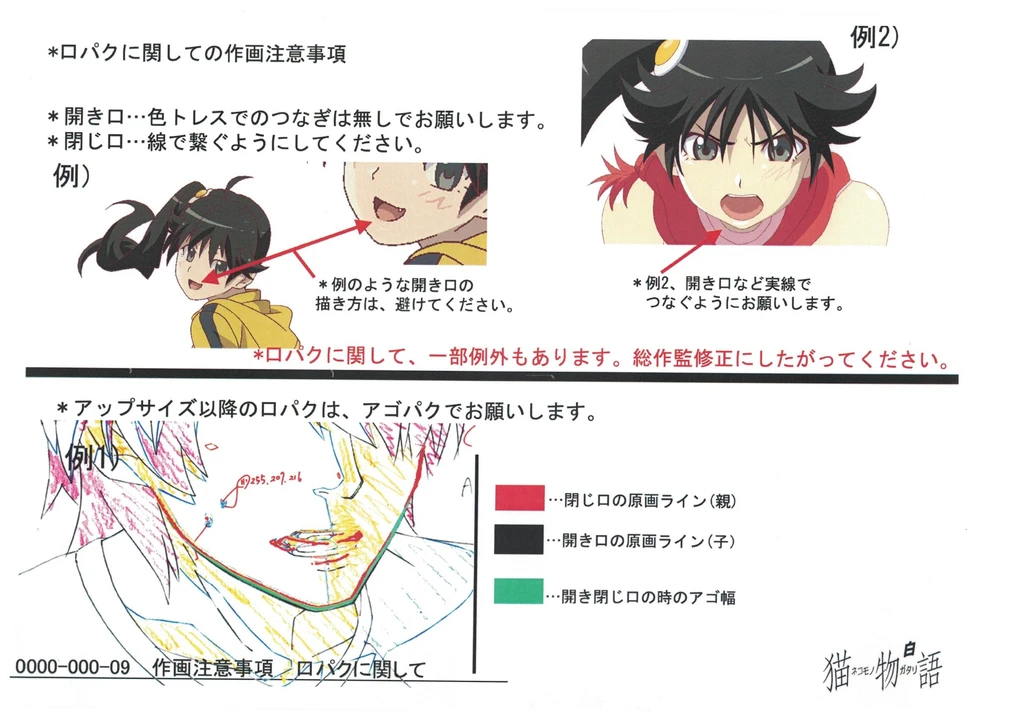 *口パクに関しての作画注意事項
*開き口…色トレスでのつなぎは無しでお願いします。
*閉じ口…線で繋ぐようにしてください。
例)
*例のような開き口の
描き方は、避けてください。
例2)
*例2、開き口など実線で
つなぐようにお願いします。
*口パクに関して、一部例外もあります。総作監修正にしたがってください。
*アップサイズ以降の口パクは、アゴパクでお願いします。
例1)
255.207.216
A
…閉じ口の原画ライン(親)
…開き口の原画ライン(子)
…開き閉じ口の時のアゴ幅
0000-000-09 作画注意事項 口パクに関して
猫ネコモノ物ガタリ語 白